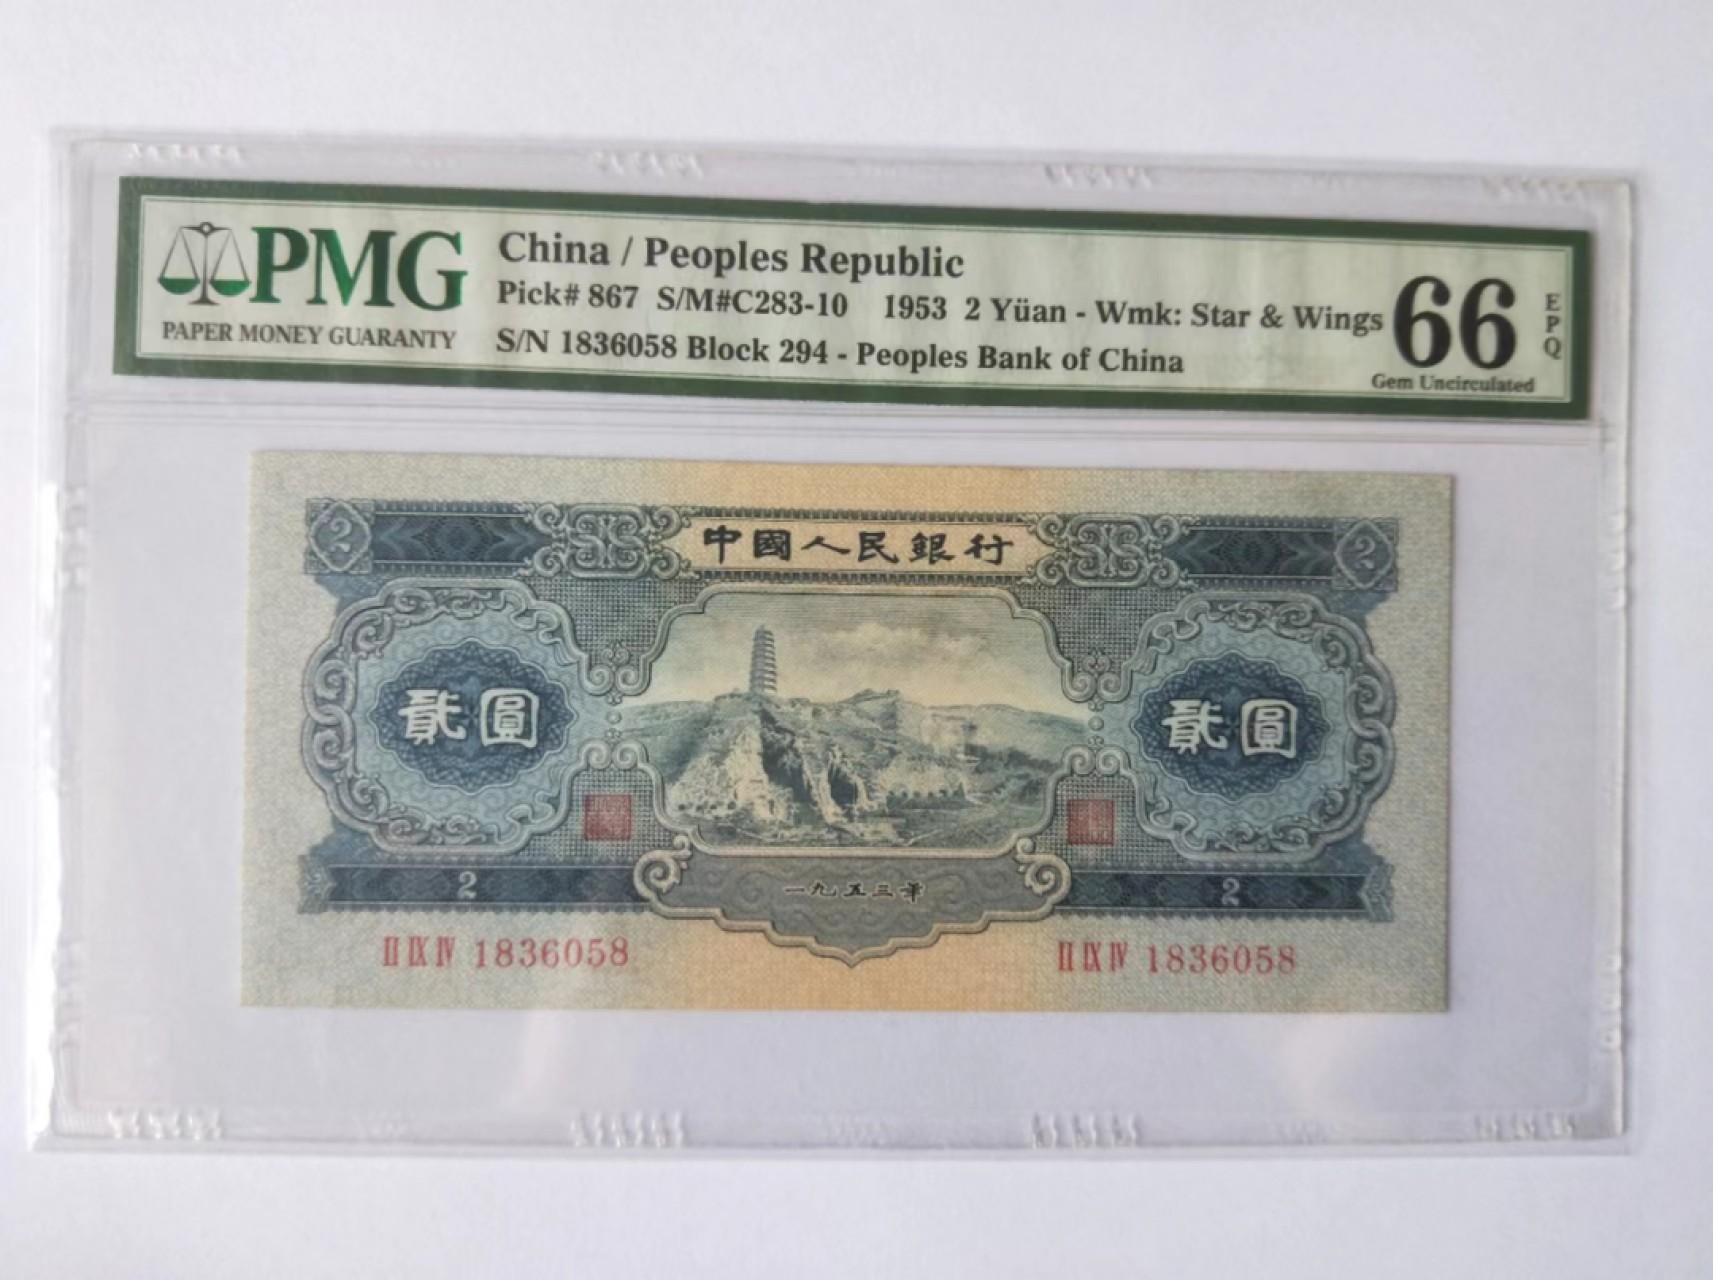 PMG
PAPER MONEY GUARANTY
China / Peoples Republic
Pick# 867 S/M#C283-10 1953 2 Yüan - Wmk: Star & Wings
S/N 1836058 Block 294 - Peoples Bank of China
66
EPQ
Gem Uncirculated
2 中國人民銀行 2
貳圓 貳圓
2 一九五三年 2
II IX IV 1836058 II IX IV 1836058